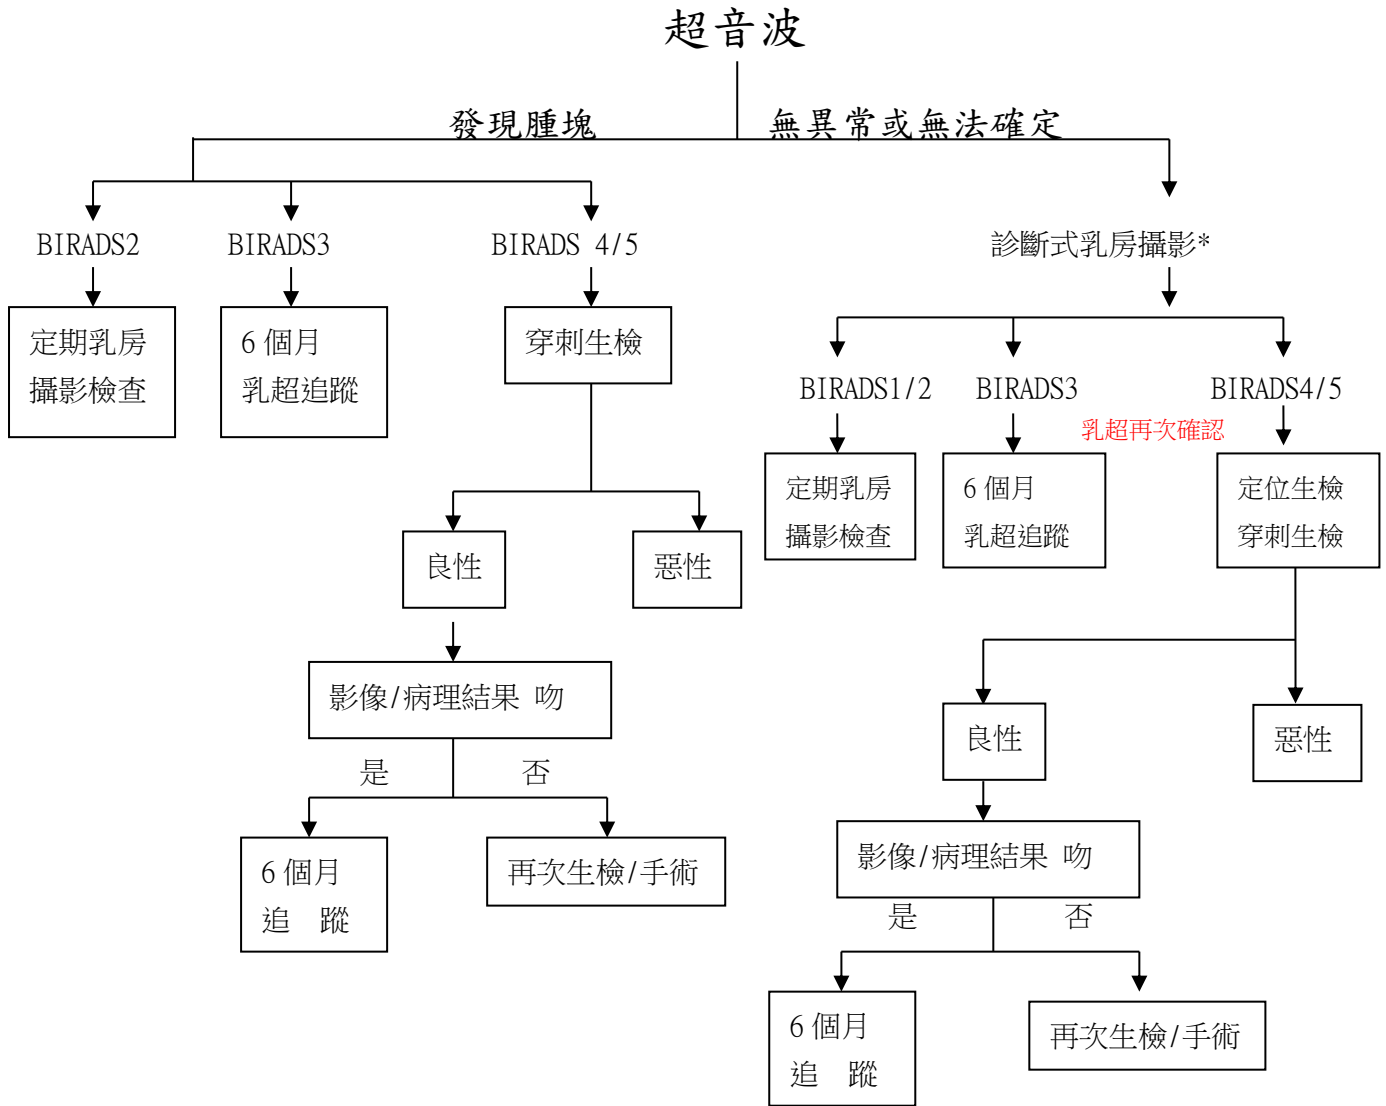 超音波
發現腫塊
無異常或無法確定
BIRADS2
BIRADS3
BIRADS 4/5
診斷式乳房攝影*
定期乳房
攝影檢查
6個月
乳超追蹤
穿刺生檢
BIRADS1/2
BIRADS3
BIRADS4/5
乳超再次確認
定期乳房
攝影檢查
6個月
乳超追蹤
定位生檢
穿刺生檢
良性
惡性
影像/病理結果 吻
是
否
6個月
追 蹤
再次生檢/手術
良性
惡性
影像/病理結果 吻
是
否
6個月
追 蹤
再次生檢/手術